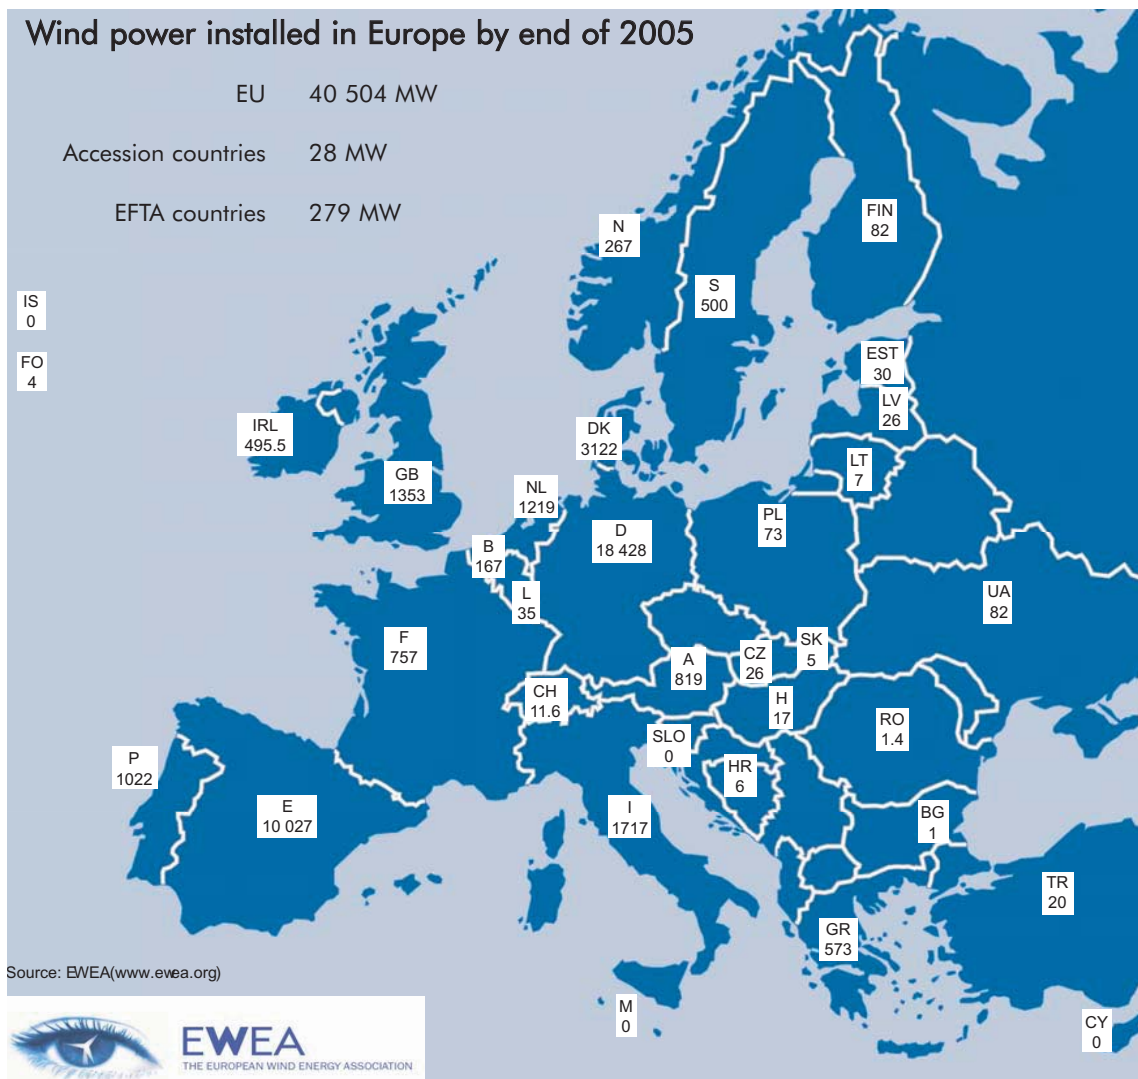 Wind power installed in Europe by end of 2005
EU 40 504 MW
Accession countries 28 MW
EFTA countries 279 MW
FIN
82
N
267
S
500
IS
0
FO
4
EST
30
LV
26
IRL
495.5
DK
3122
LT
7
GB
1353
NL
1219
PL
73
D
18 428
B
167
L
35
UA
82
F
757
SK
5
CZ
26
A
819
CH
11.6
H
17
RO
1.4
SLO
0
P
1022
HR
6
E
10 027
I
1717
BG
1
TR
20
GR
573
Source: EWEA(www.ewea.org)
M
0
CY
0
EWEA
THE EUROPEAN WIND ENERGY ASSOCIATION